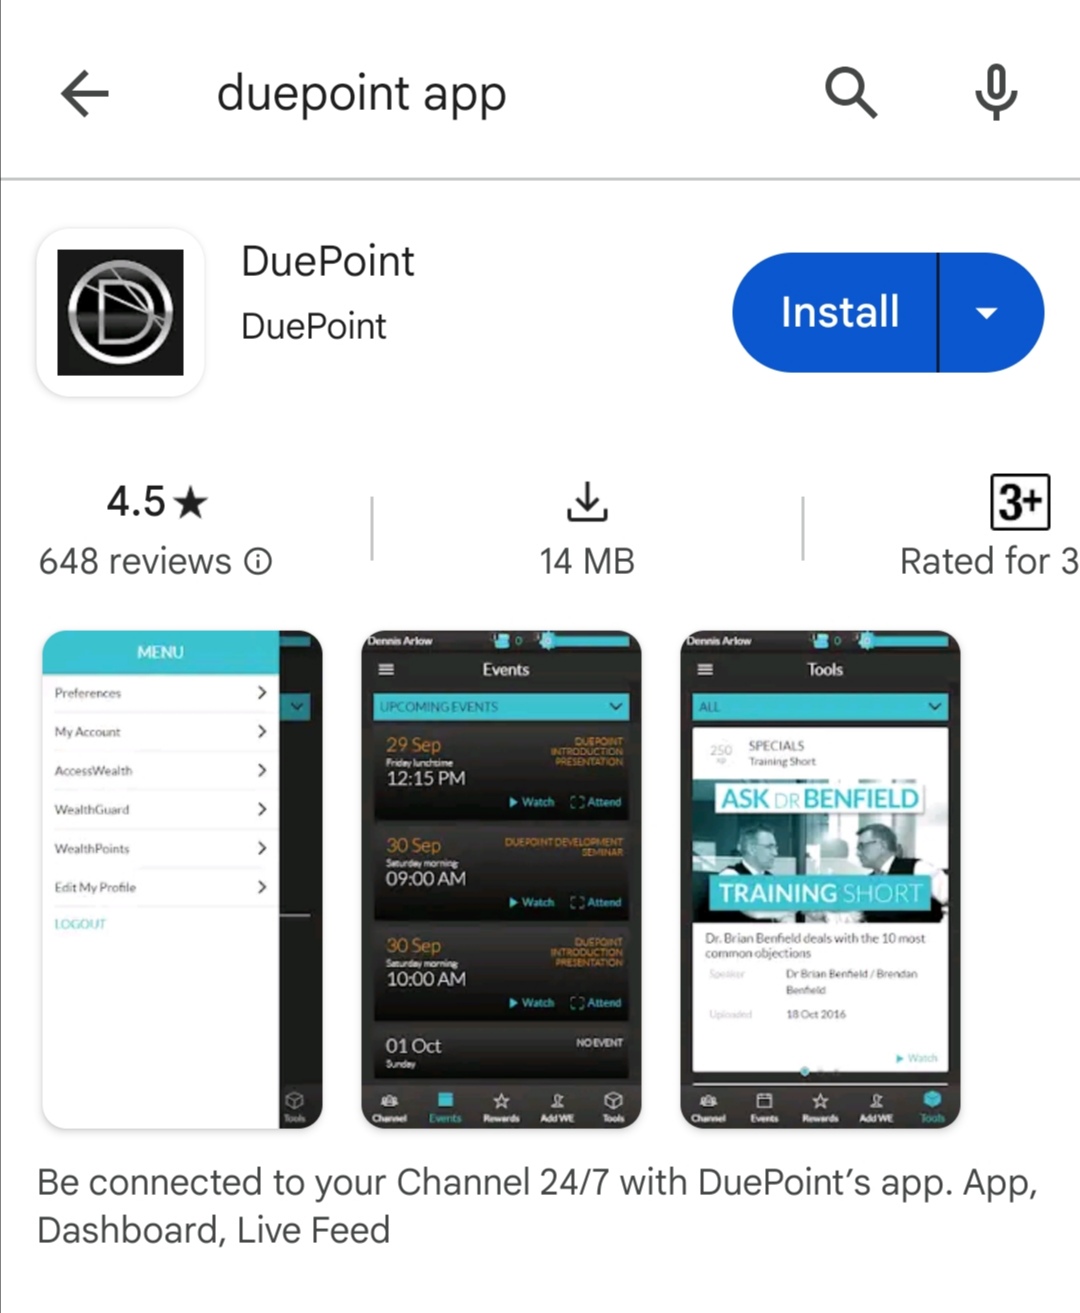 duepoint app
D
DuePoint
DuePoint
Install
4.5★
648 reviews
14 MB
3+
Rated for 3
MENU
Preferences
My Account
AccessWealth
WealthGuard
WealthPoints
Edit My Profile
LOGOUT
Tools
Dennis Arlow
0
Events
UPCOMING EVENTS
29 Sep
Friday lunchtime
12:15 PM
DUEPOINT
INTRODUCTION
PRESENTATION
Watch
Attend
30 Sep
Saturday morning
09:00 AM
DUEPOINT DEVELOPMENT
SEMINAR
Watch
Attend
30 Sep
Saturday morning
10:00 AM
DUEPOINT
INTRODUCTION
PRESENTATION
Watch
Attend
01 Oct
Sunday
NO EVENT
Channel Events Rewards Add WE Tools
Dennis Arlow
0
Tools
ALL
250
SPECIALS
Training Short
ASK DR BENFIELD
TRAINING SHORT
Dr. Brian Benfield deals with the 10 most
common objections
Speaker Dr Brian Benfield / Brendan
Benfield
Uploaded 18 Oct 2016
Watch
Channel Events Rewards Add WE Tools
Be connected to your Channel 24/7 with DuePoint's app. App,
Dashboard, Live Feed